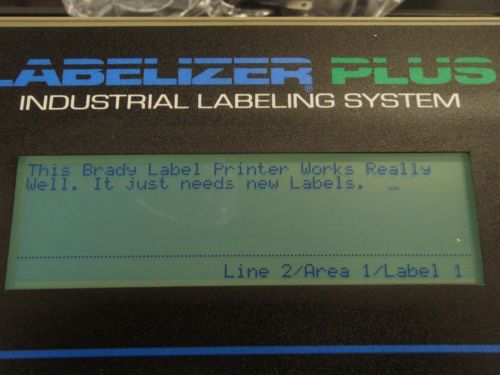 LABELIZER PLUS
INDUSTRIAL LABELING SYSTEM
This Brady Label Printer Works Really
Well. It just needs new Labels. _
Line 2/Area 1/Label 1